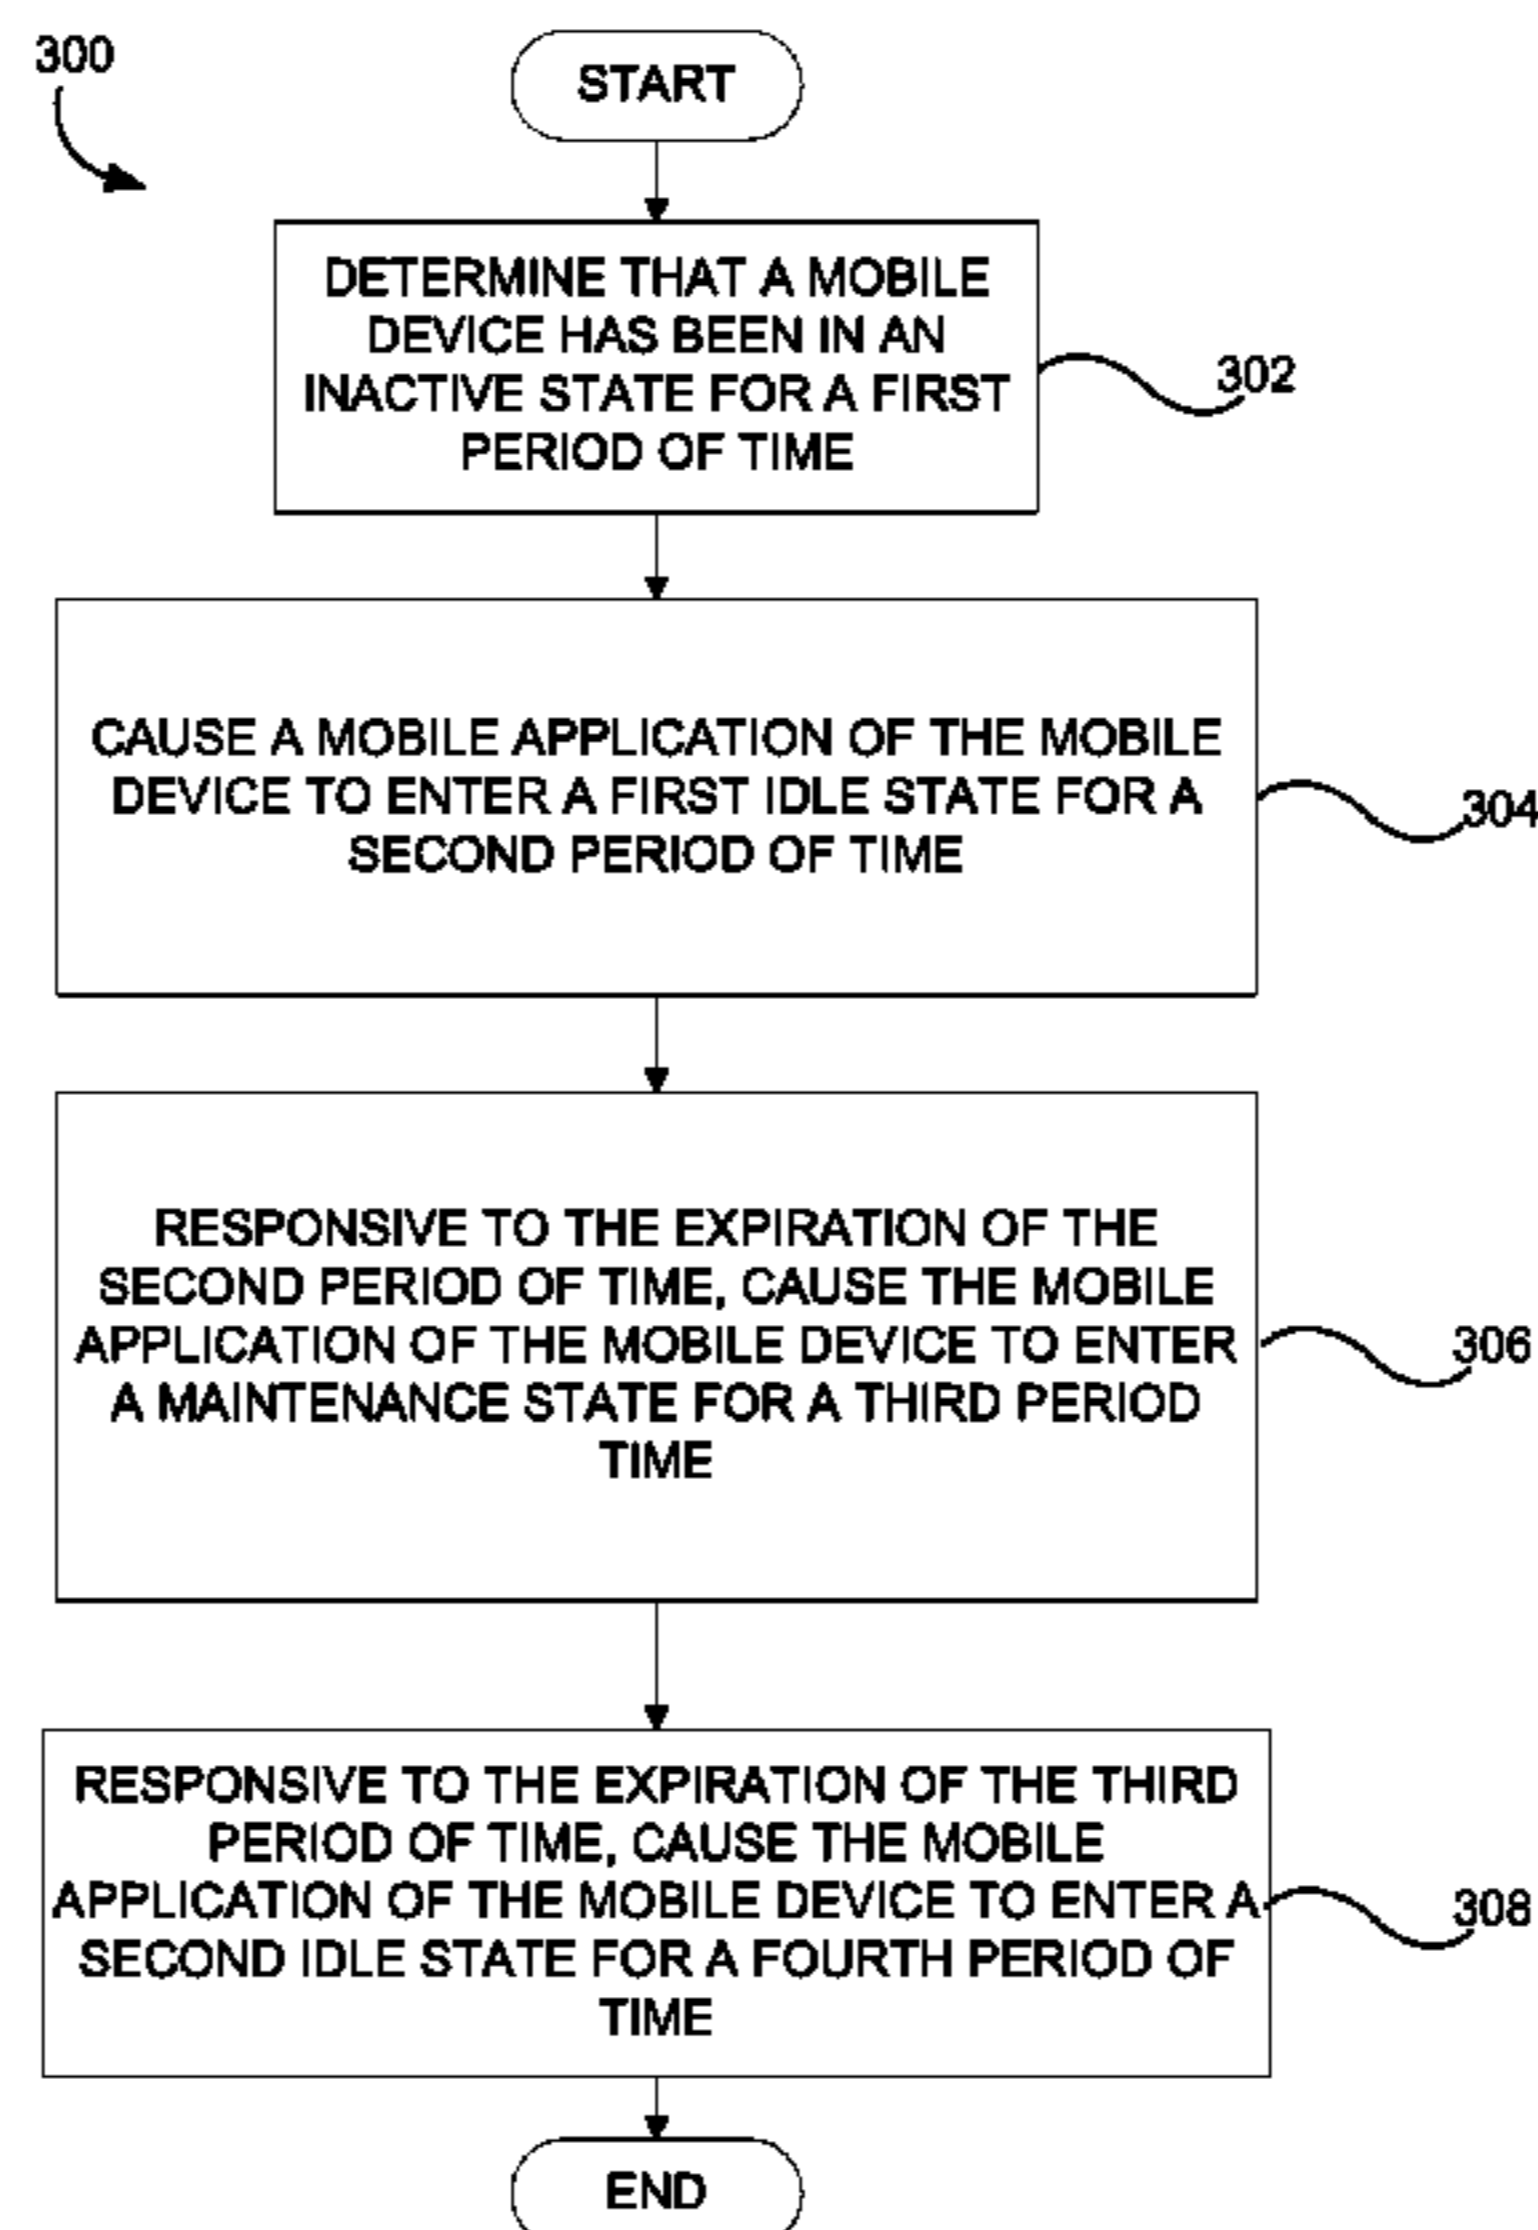 300
START
DETERMINE THAT A MOBILE
DEVICE HAS BEEN IN AN
INACTIVE STATE FOR A FIRST
PERIOD OF TIME
302
CAUSE A MOBILE APPLICATION OF THE MOBILE
DEVICE TO ENTER A FIRST IDLE STATE FOR A
SECOND PERIOD OF TIME
304
RESPONSIVE TO THE EXPIRATION OF THE
SECOND PERIOD OF TIME, CAUSE THE MOBILE
APPLICATION OF THE MOBILE DEVICE TO ENTER
A MAINTENANCE STATE FOR A THIRD PERIOD
TIME
306
RESPONSIVE TO THE EXPIRATION OF THE THIRD
PERIOD OF TIME, CAUSE THE MOBILE
APPLICATION OF THE MOBILE DEVICE TO ENTER A
SECOND IDLE STATE FOR A FOURTH PERIOD OF
TIME
308
END